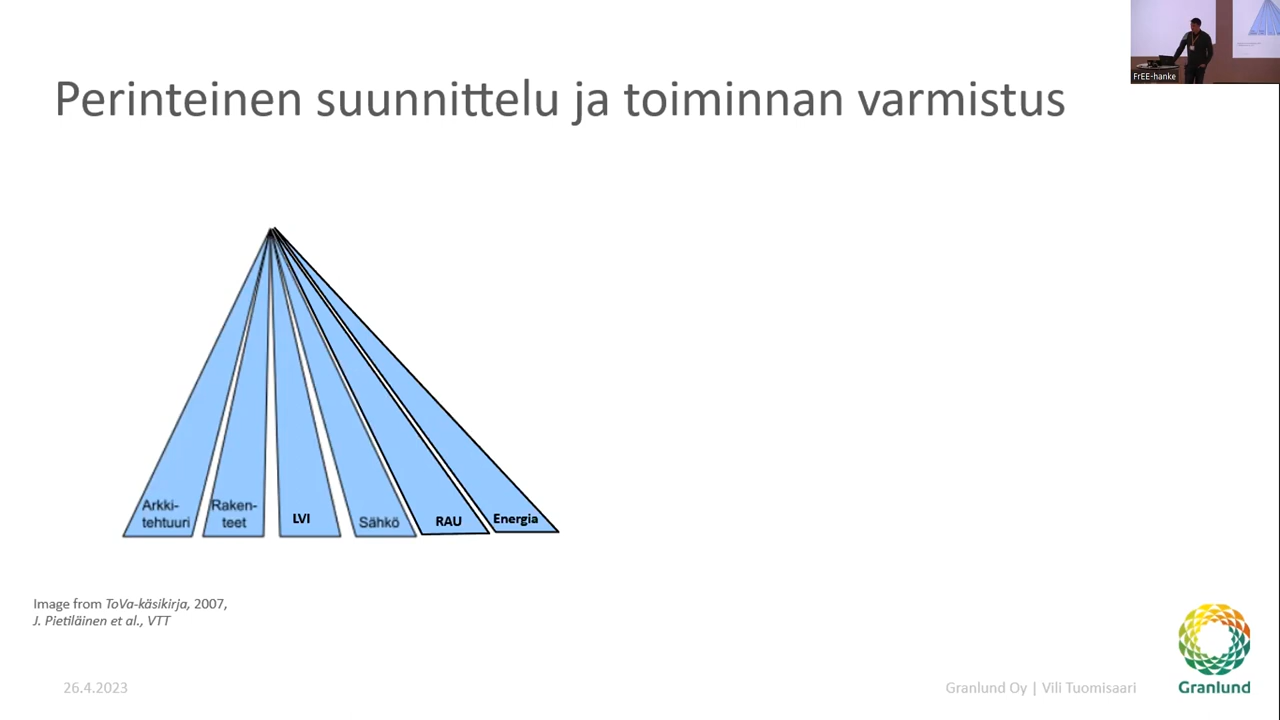 FrEE-hanke
Perinteinen suunnittelu ja toiminnan varmistus
Arkki-
tehtuuri
Raken-
teet
LVI
Sähkö
RAU
Energia
Image from ToVa-käsikirja, 2007,
J. Pietiläinen et al., VTT
26.4.2023
Granlund Oy | Vili Tuomisaari
Granlund